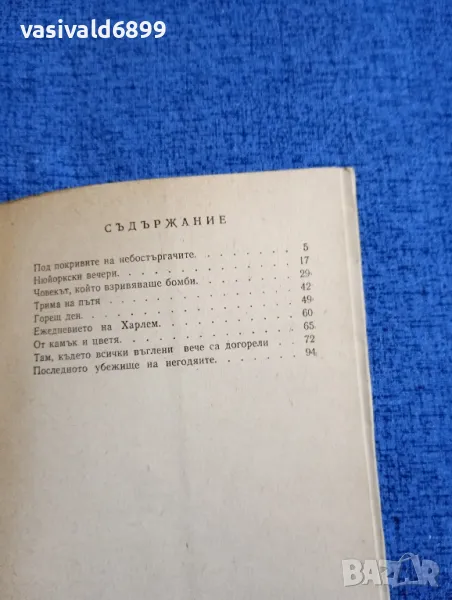 vasivald6899
СЪДЪРЖАНИЕ
Под покривите на небостъргачите. 5
Нюйоркски вечери. 17
Човекът, който взривяваше бомби. 29
Трима на пътя 42
Горещ ден. 49
Ежедневието на Харлем. 60
От камък и цветя. 65
Там, където всички въглени вече са догорели 72
Последното убежище на негодяите. 94
BAZAR.bg